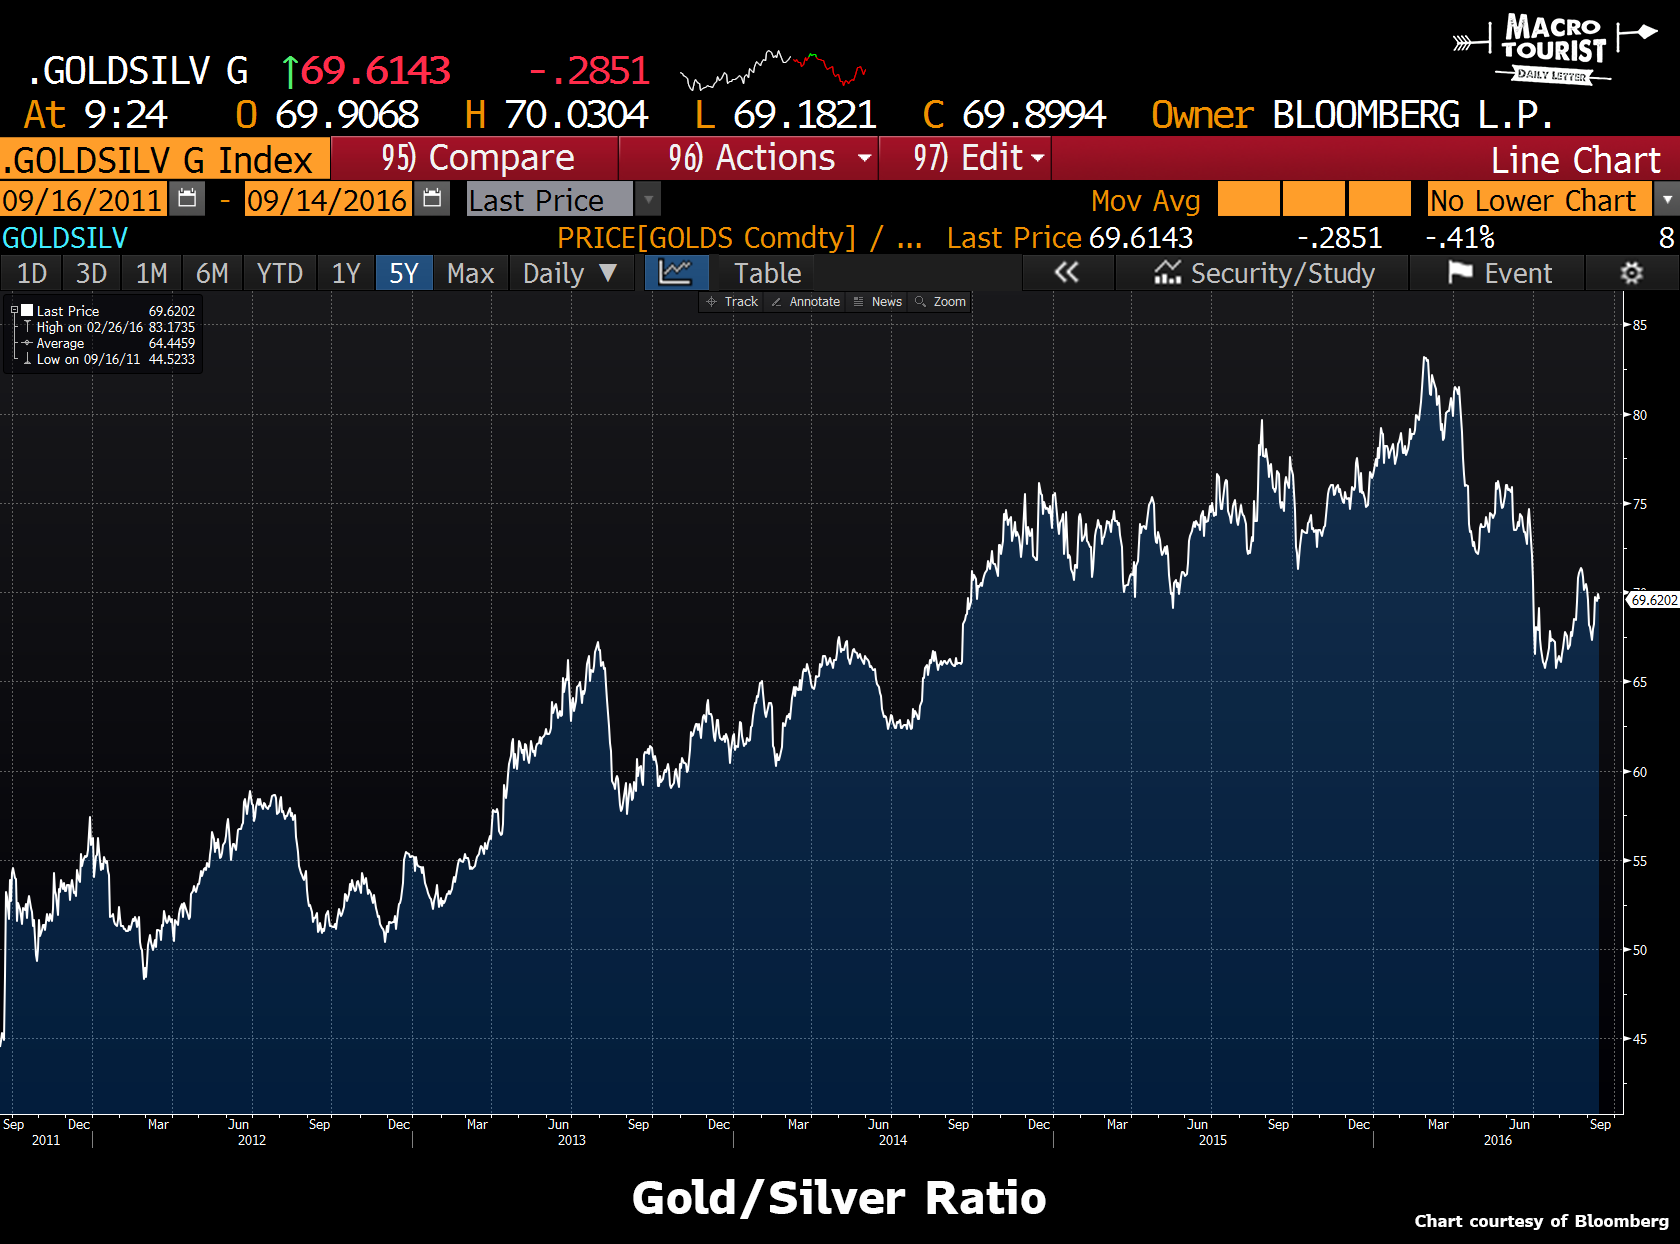 MACRO
TOURIST
DAILY LETTER
.GOLDSILV G ↑69.6143 -.2851
At 9:24 O 69.9068 H 70.0304 L 69.1821 C 69.8994 Owner BLOOMBERG L.P.
.GOLDSILV G Index 95) Compare 96) Actions 97) Edit Line Chart
09/16/2011 - 09/14/2016 Last Price Mov Avg No Lower Chart
GOLDSILV PRICE[GOLDS Comdty] / ... Last Price 69.6143 -.2851 -.41% 8
1D 3D 1M 6M YTD 1Y 5Y Max Daily ▼ Table « Security/Study Event
Track Annotate News Zoom
Last Price 69.6202
High on 02/26/16 83.1735
Average 64.4459
Low on 09/16/11 44.5233
85
80
75
70
69.6202
65
60
55
50
45
Sep Dec Mar Jun Sep Dec Mar Jun Sep Dec Mar Jun Sep Dec Mar Jun Sep Dec Mar Jun Sep
2011 2012 2013 2014 2015 2016
Gold/Silver Ratio
Chart courtesy of Bloomberg